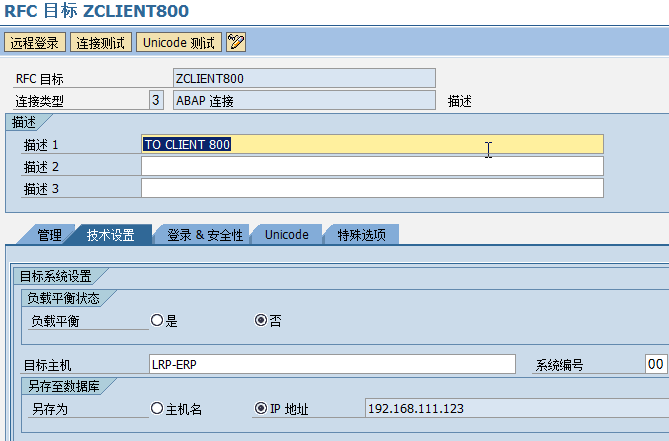 RFC 目标 ZCLIENT800
远程登录 连接测试 Unicode 测试
RFC 目标 ZCLIENT800
连接类型 3 ABAP 连接 描述
描述
描述 1 TO CLIENT 800
描述 2
描述 3
管理 技术设置 登录 & 安全性 Unicode 特殊选项
目标系统设置
负载平衡状态
负载平衡 是 否
目标主机 LRP-ERP 系统编号 00
另存至数据库
另存为 主机名 IP 地址 192.168.111.123